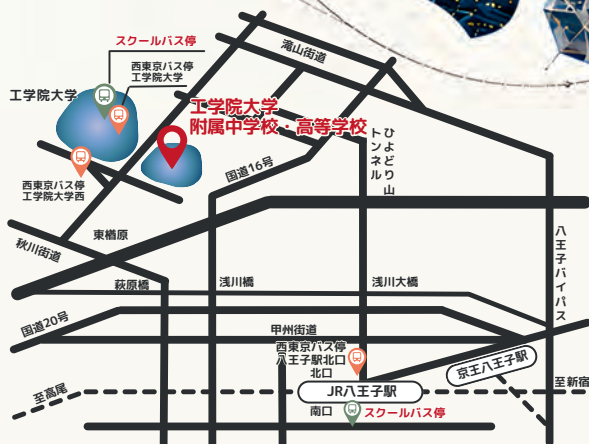 スクールバス停
西東京バス停
工学院大学
工学院大学
滝山街道
工学院大学
附属中学校・高等学校
ひよどり山
トンネル
国道16号
西東京バス停
工学院大学西
秋川街道
東楢原
八王子バイパス
萩原橋
浅川橋
浅川大橋
国道20号
甲州街道
西東京バス停
八王子駅北口
北口
京王八王子駅
至高尾
JR八王子駅
至新宿
南口
スクールバス停